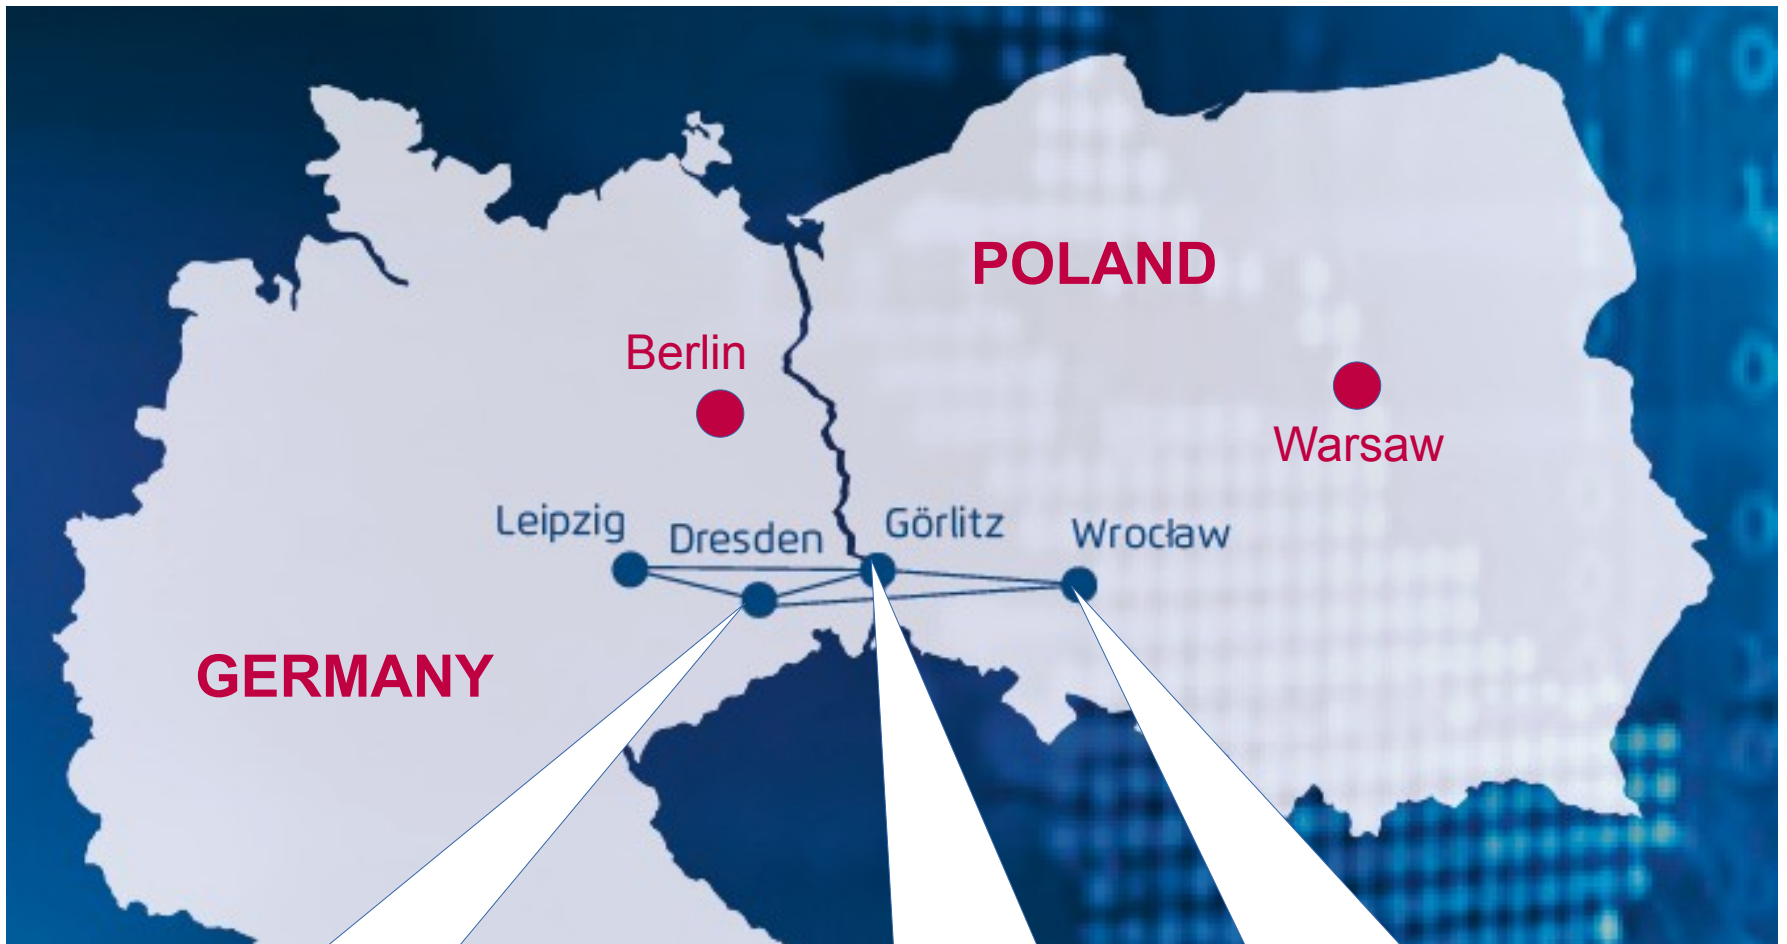 POLAND
Berlin
Warsaw
Leipzig
Dresden
Görlitz
Wrocław
GERMANY